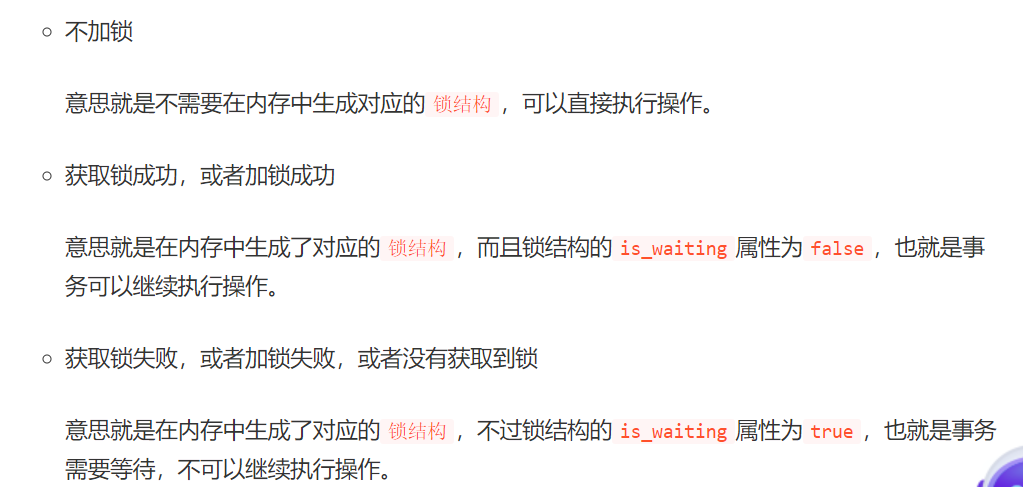 不加锁
意思就是不需要在内存中生成对应的 锁结构 ，可以直接执行操作。
获取锁成功，或者加锁成功
意思就是在内存中生成了对应的 锁结构 ，而且锁结构的 is_waiting 属性为 false ，也就是事
务可以继续执行操作。
获取锁失败，或者加锁失败，或者没有获取到锁
意思就是在内存中生成了对应的 锁结构 ，不过锁结构的 is_waiting 属性为 true ，也就是事务
需要等待，不可以继续执行操作。